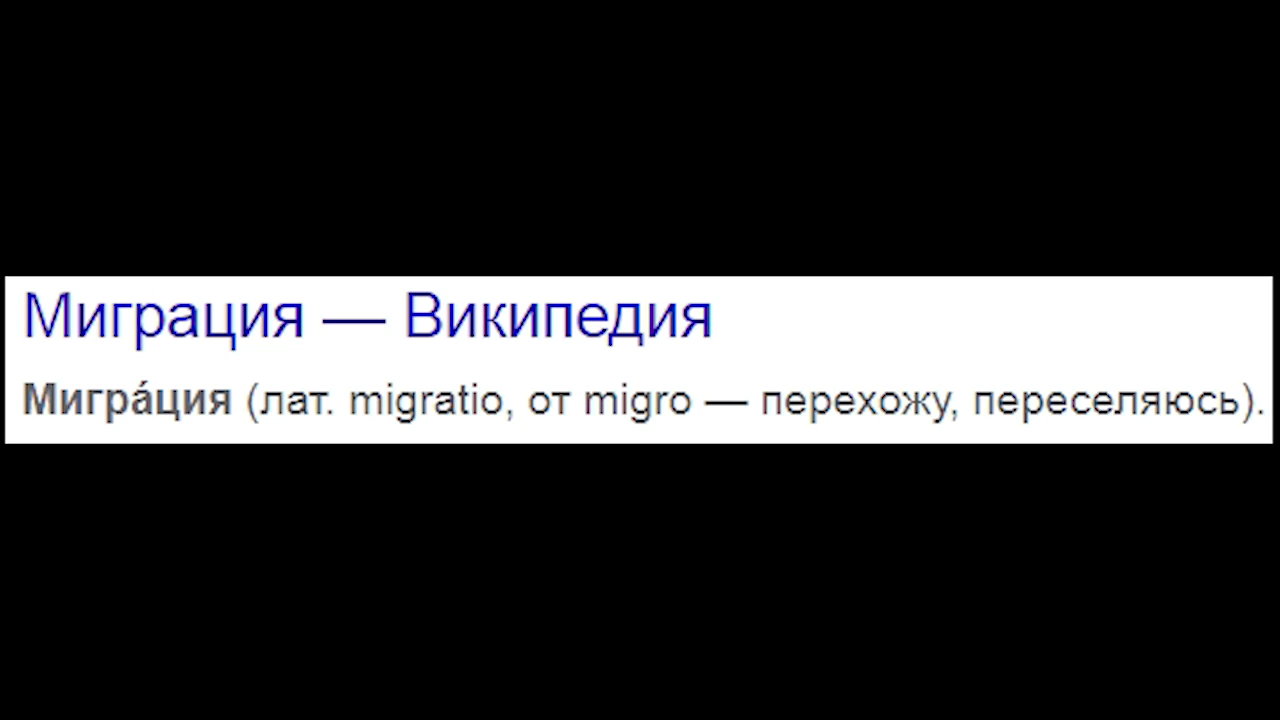 Миграция — Википедия
Мигра́ция (лат. migratio, от migro — перехожу, переселяюсь).